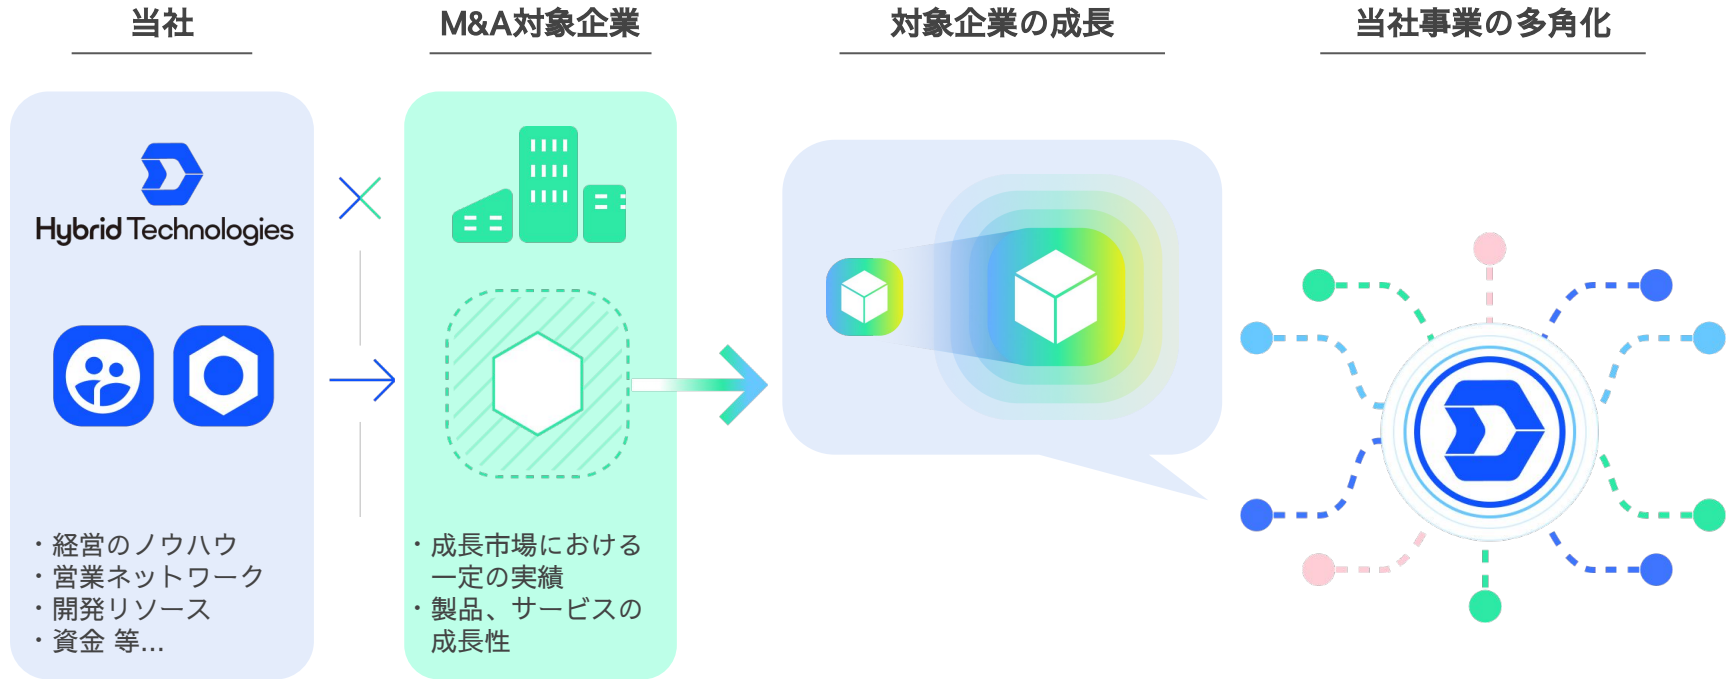 当社
M&A対象企業
対象企業の成長
当社事業の多角化
Hybrid Technologies
・経営のノウハウ
・営業ネットワーク
・開発リソース
・資金 等...
・成長市場における
一定の実績
・製品、サービスの
成長性